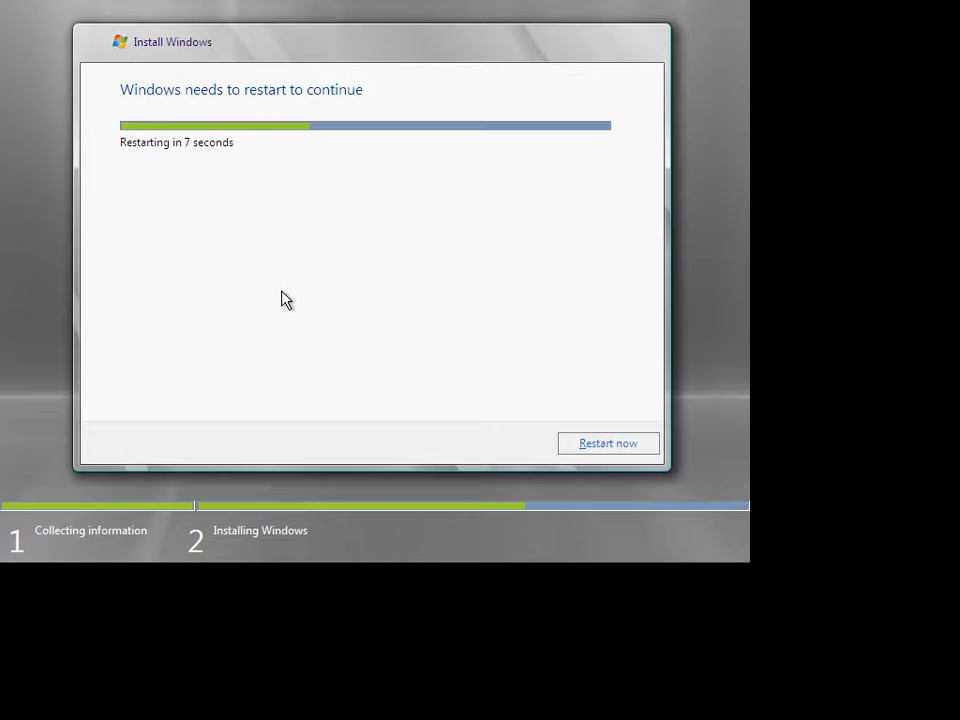 Install Windows
Windows needs to restart to continue
Restarting in 7 seconds
Restart now
1 Collecting information
2 Installing Windows